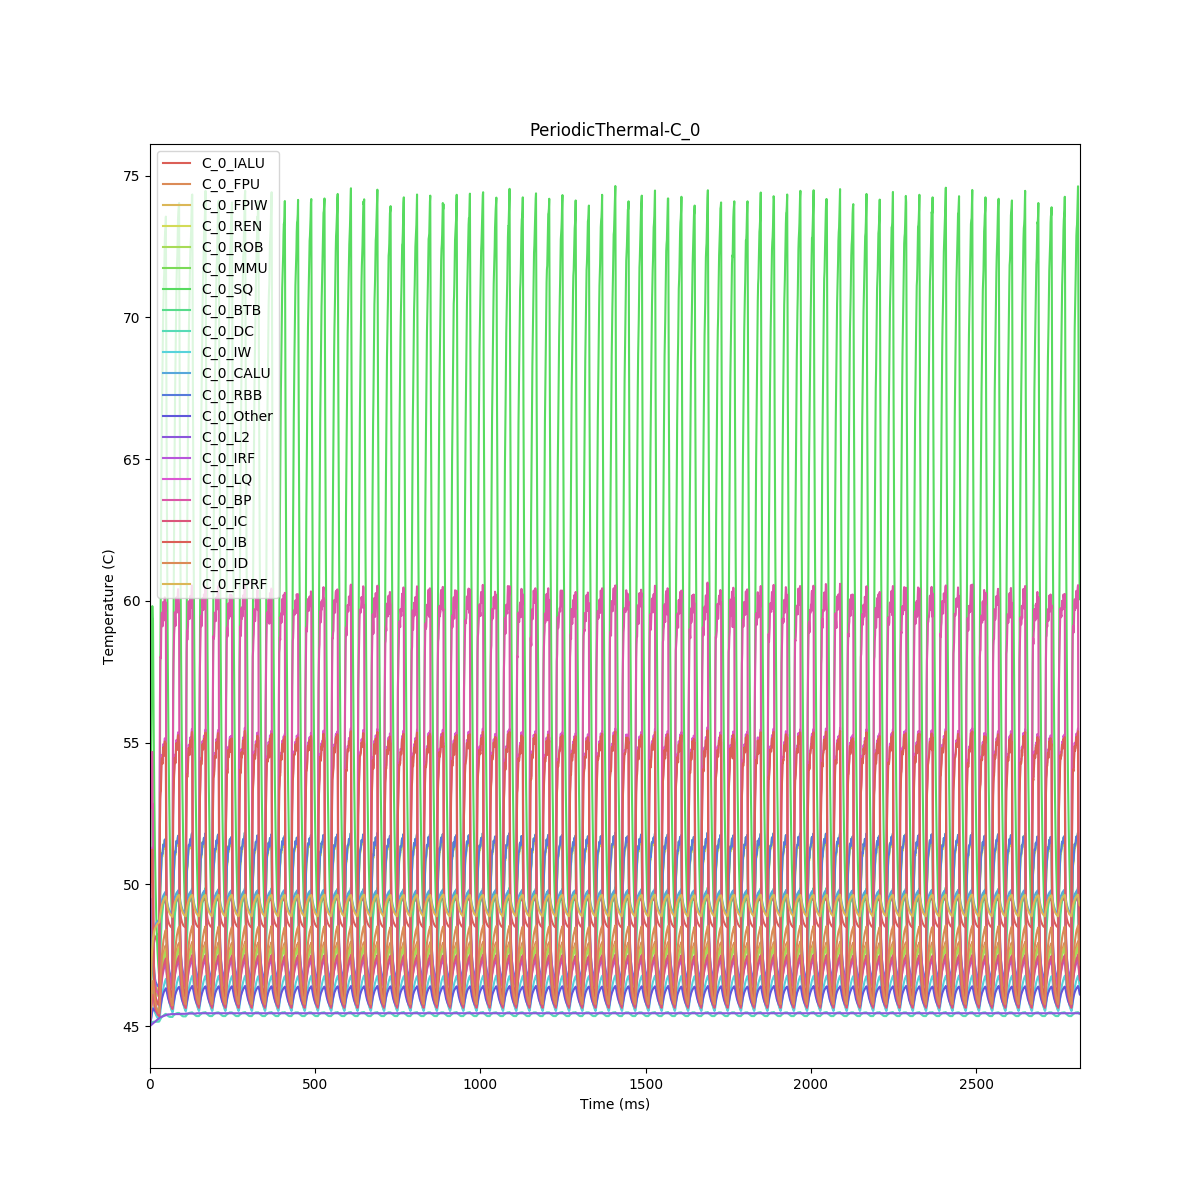 PeriodicThermal-C_0
C_0_IALU
C_0_FPU
C_0_FPIW
C_0_REN
C_0_ROB
C_0_MMU
C_0_SQ
C_0_BTB
C_0_DC
C_0_IW
C_0_CALU
C_0_RBB
C_0_Other
C_0_L2
C_0_IRF
C_0_LQ
C_0_BP
C_0_IC
C_0_IB
C_0_ID
C_0_FPRF
75
70
65
60
55
50
45
Temperature (C)
0 500 1000 1500 2000 2500
Time (ms)